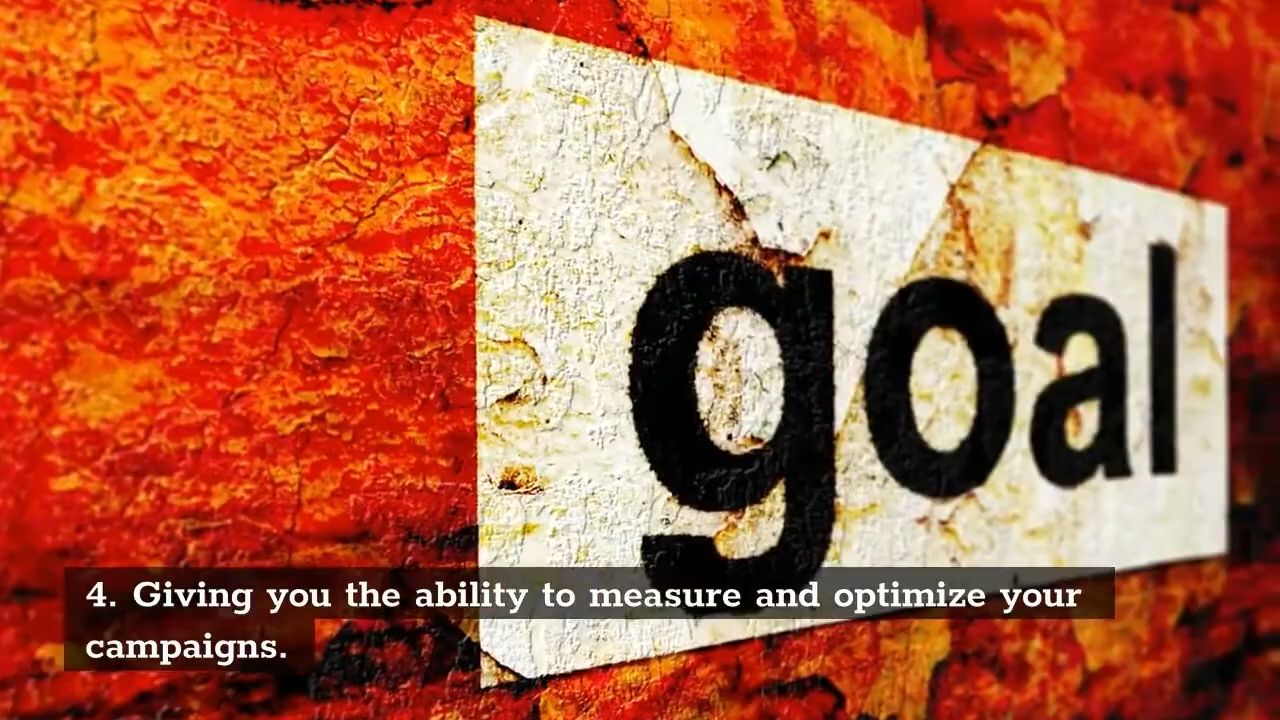 goal
4. Giving you the ability to measure and optimize your
campaigns.